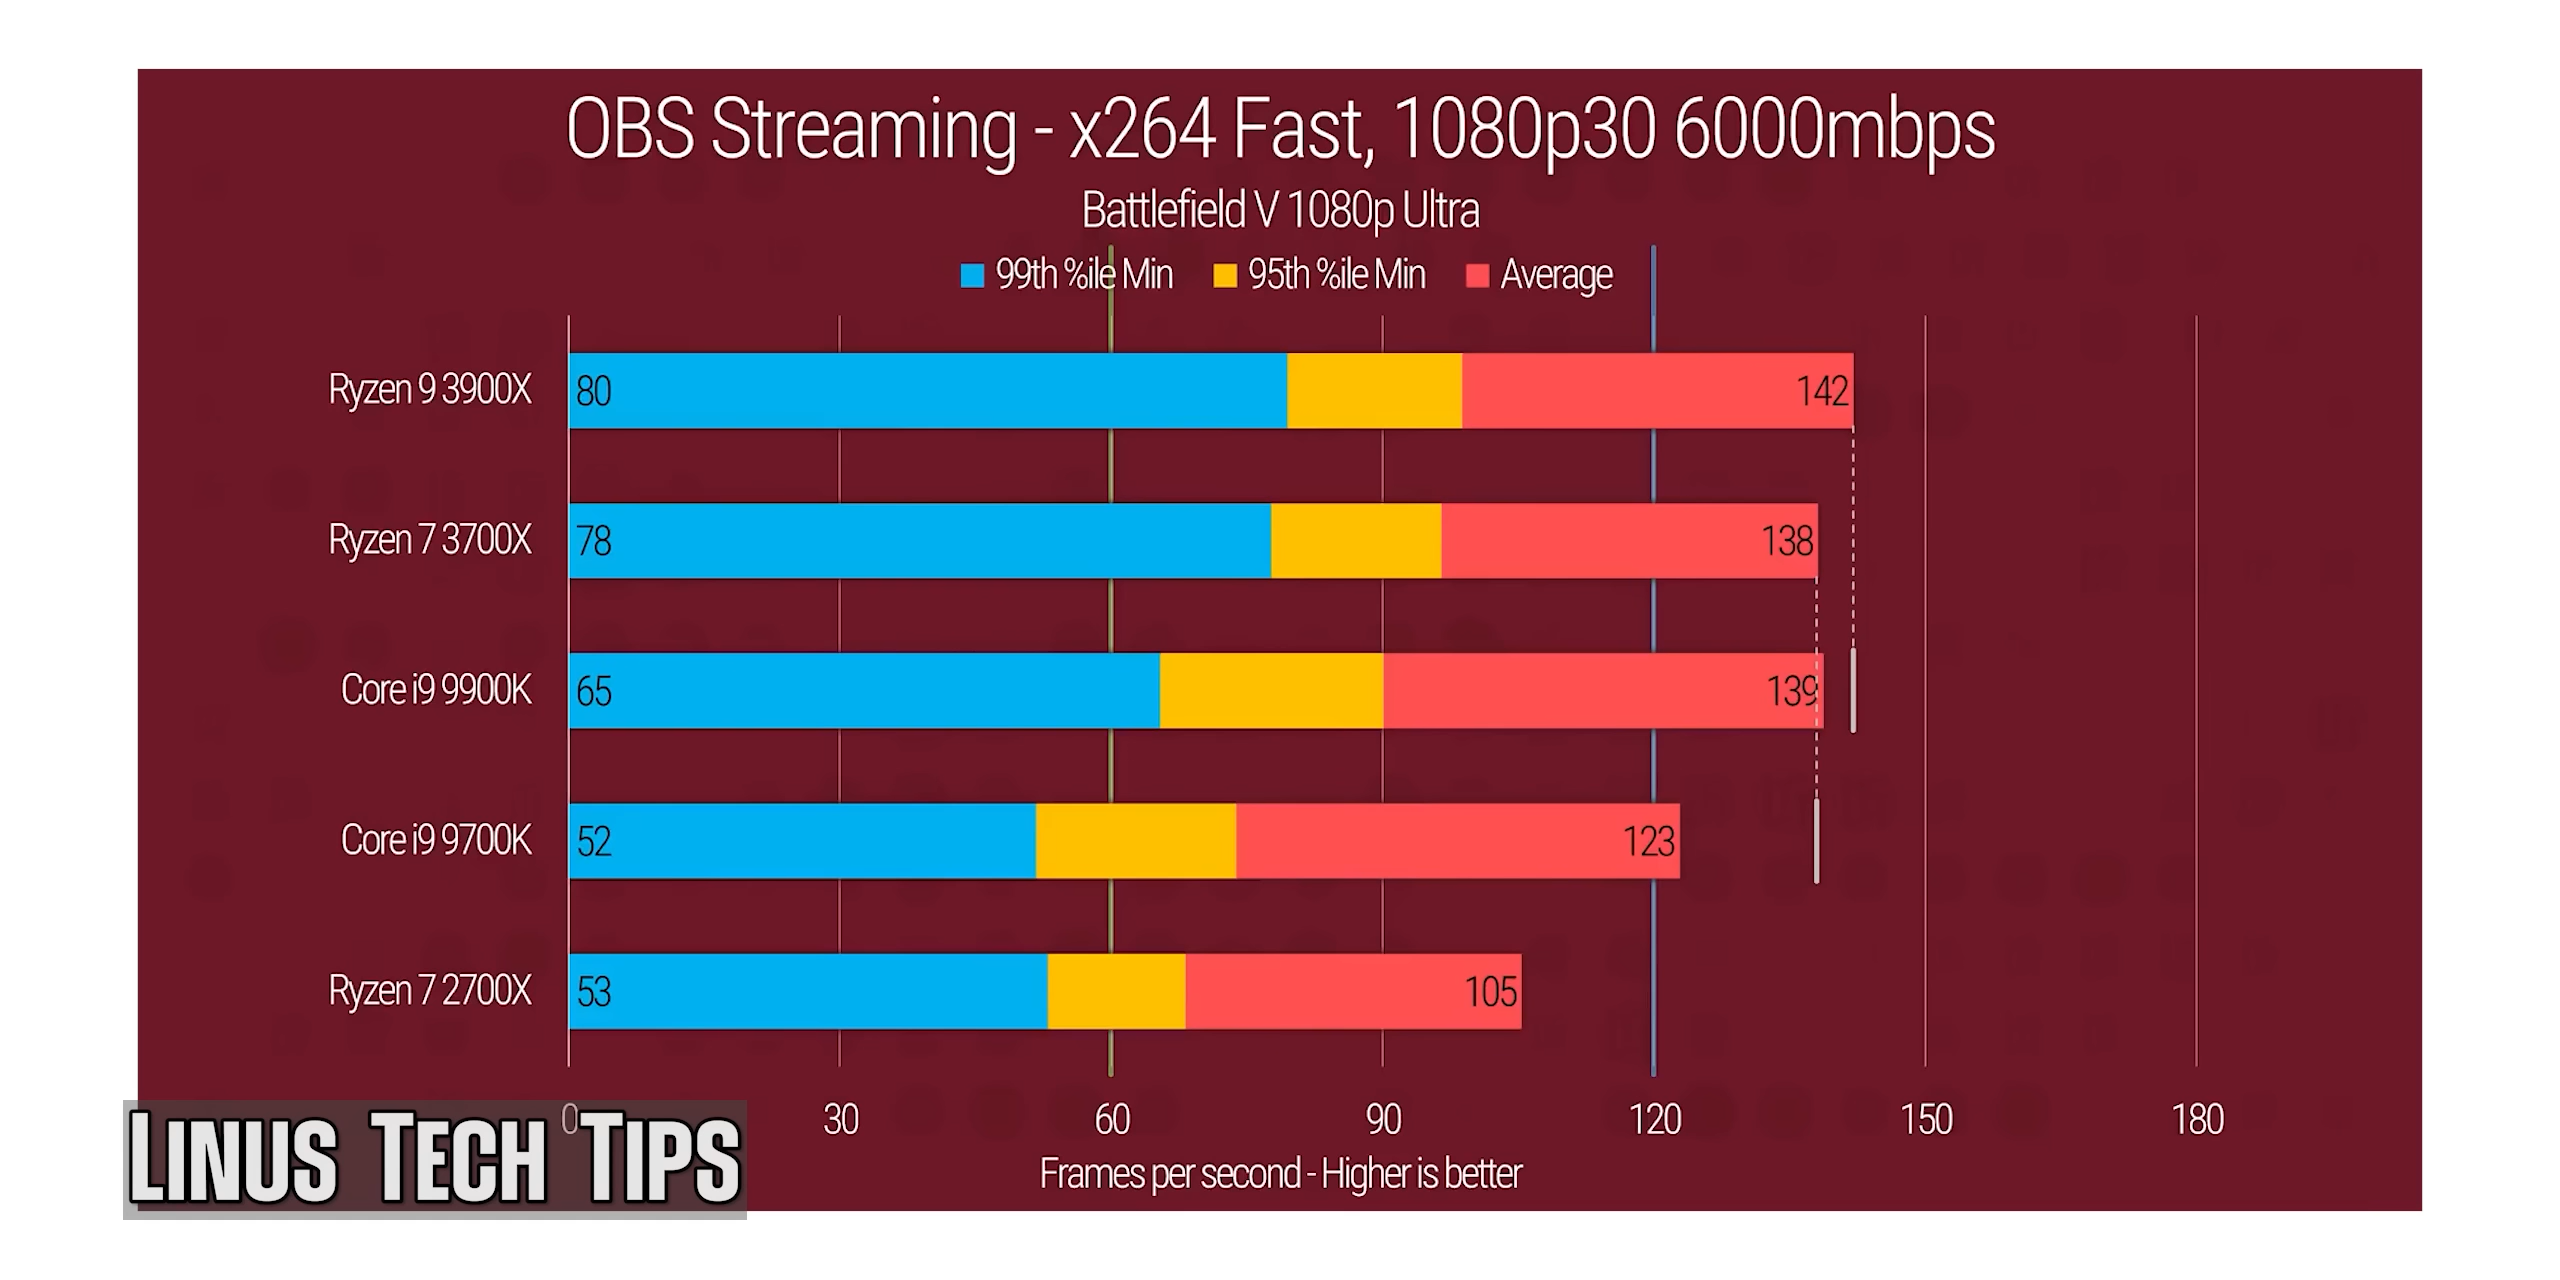 OBS Streaming - x264 Fast, 1080p30 6000mbps
Battlefield V 1080p Ultra
99th %ile Min 95th %ile Min Average
Ryzen 9 3900X 80 142
Ryzen 7 3700X 78 138
Core i9 9900K 65 139
Core i9 9700K 52 123
Ryzen 7 2700X 53 105
0 30 60 90 120 150 180
Frames per second - Higher is better
LINUS TECH TIPS